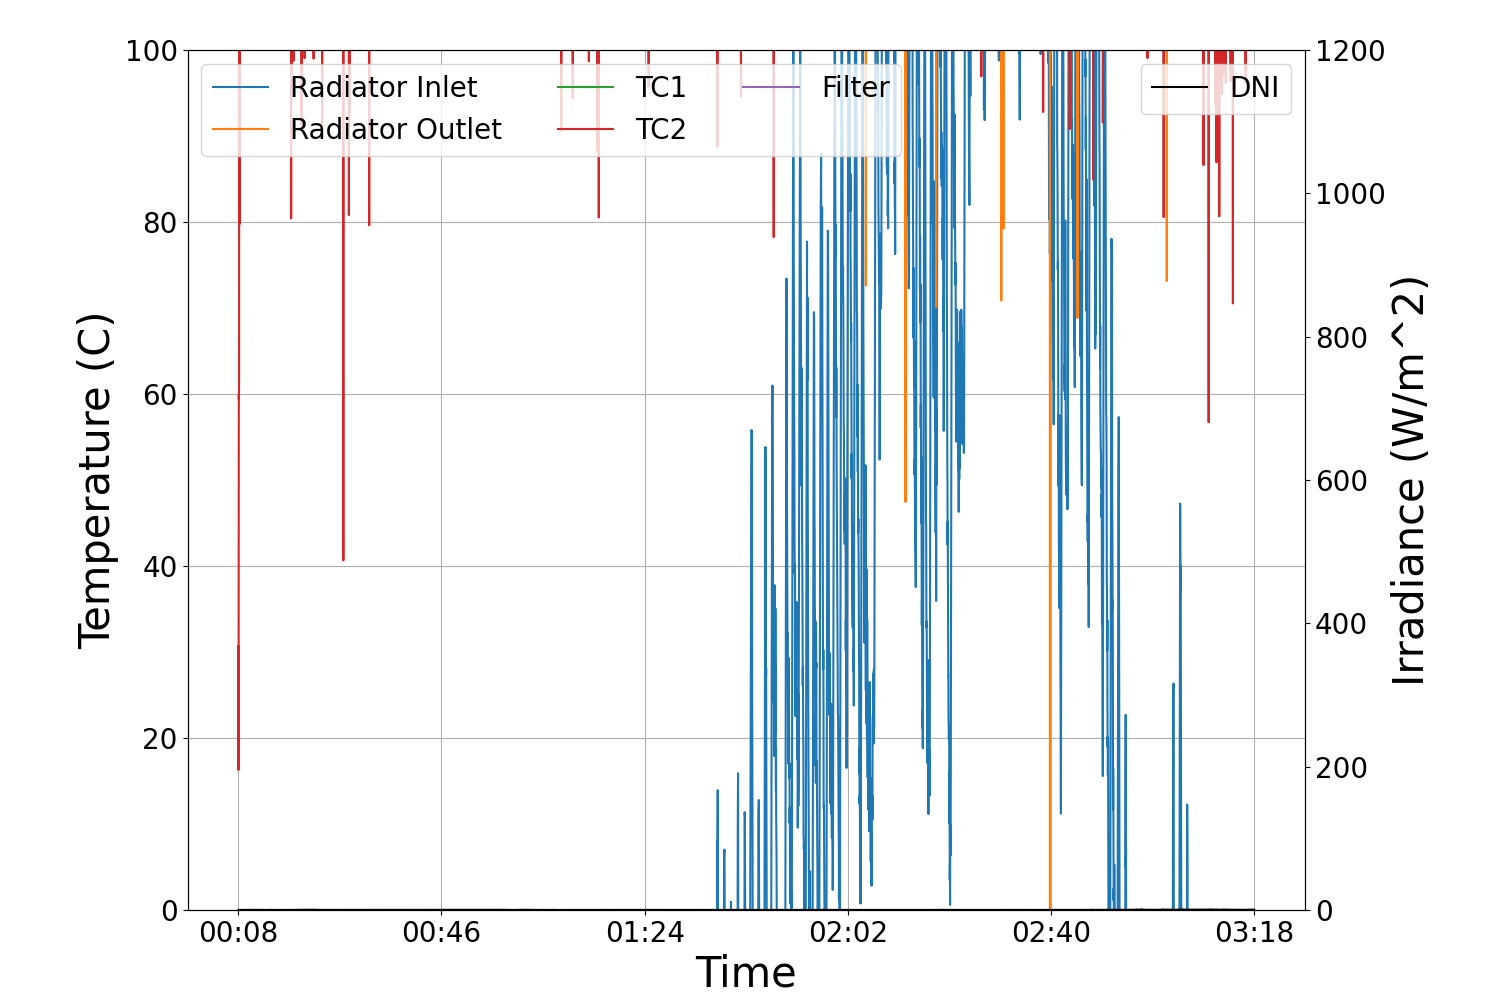 Radiator Inlet
Radiator Outlet
TC1
TC2
Filter
DNI
Temperature (C)
100
80
60
40
20
0
Irradiance (W/m^2)
1200
1000
800
600
400
200
0
00:08 00:46 01:24 02:02 02:40 03:18
Time